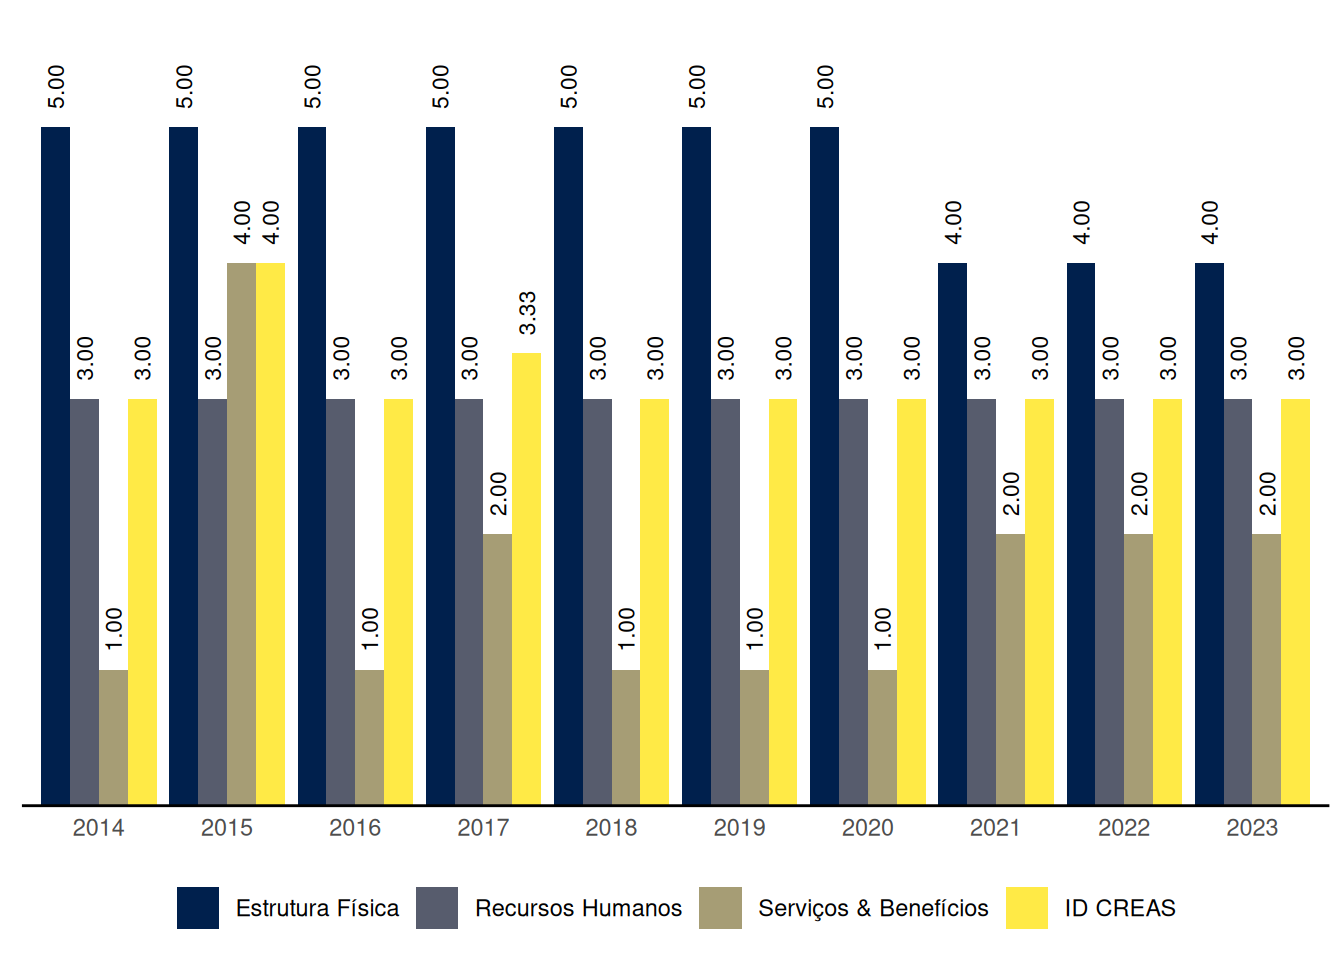 5.00 5.00 5.00 5.00 5.00 5.00 5.00
4.00 4.00 4.00 4.00 4.00
3.33
3.00 3.00 3.00 3.00 3.00 3.00 3.00 3.00 3.00 3.00 3.00 3.00 3.00 3.00 3.00 3.00 3.00 3.00
2.00 2.00 2.00 2.00
1.00 1.00 1.00 1.00 1.00
2014 2015 2016 2017 2018 2019 2020 2021 2022 2023
Estrutura Física Recursos Humanos Serviços & Benefícios ID CREAS